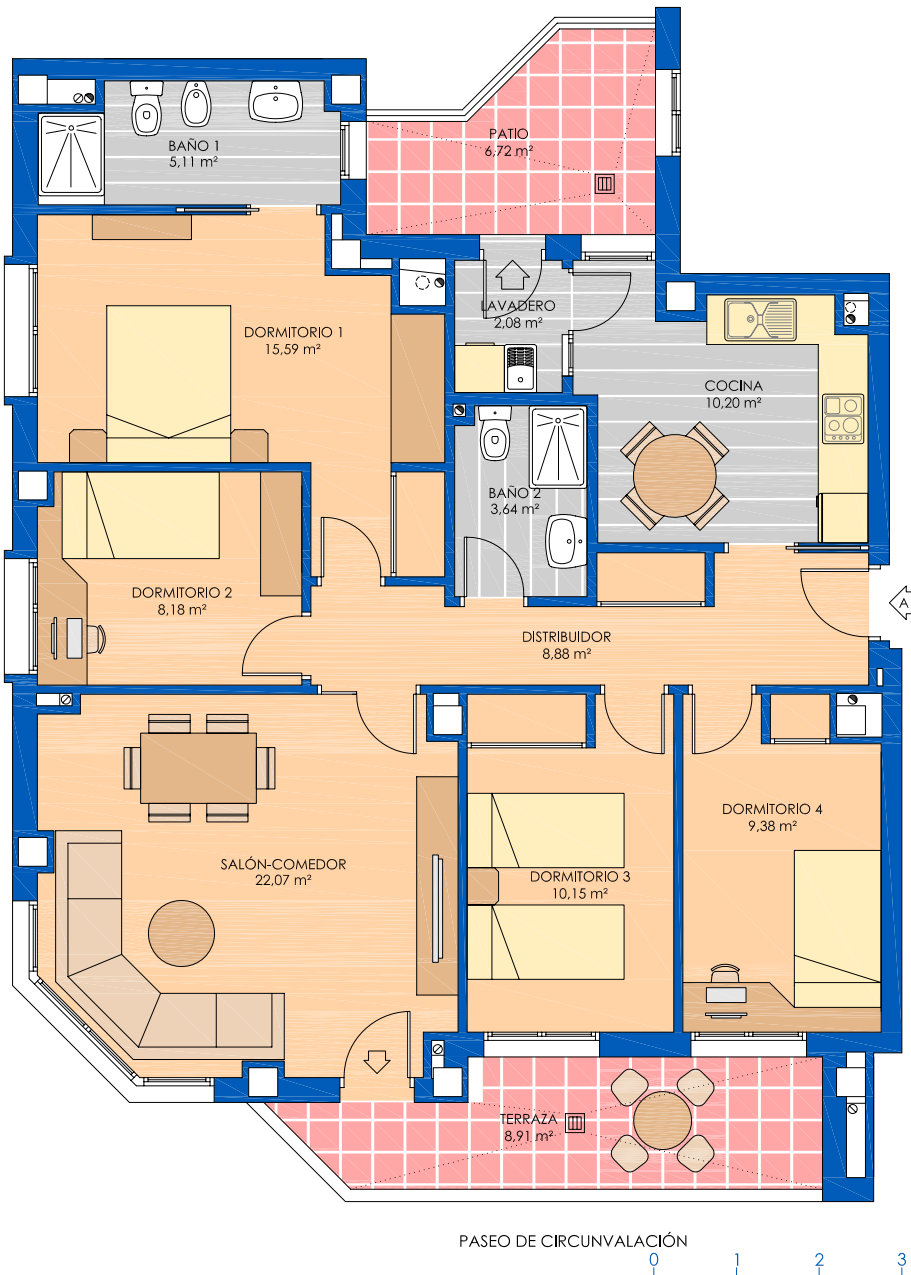 PATIO
6,72 m²
BAÑO 1
5,11 m²
LAVADERO
2,08 m²
DORMITORIO 1
15,59 m²
COCINA
10,20 m²
BAÑO 2
3,64 m²
DORMITORIO 2
8,18 m²
A
DISTRIBUIDOR
8,88 m²
DORMITORIO 4
9,38 m²
SALÓN-COMEDOR
22,07 m²
DORMITORIO 3
10,15 m²
TERRAZA
8,91 m²
PASEO DE CIRCUNVALACIÓN
0 1 2 3